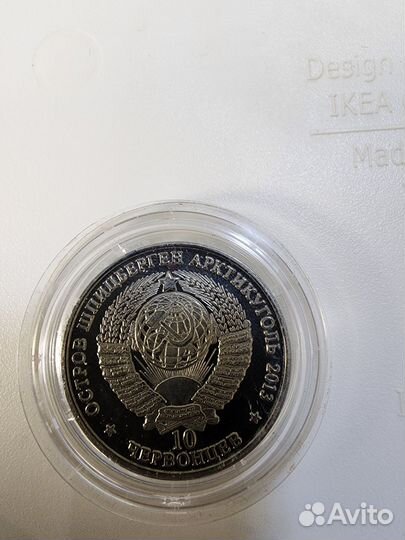 Design
IKEA
Mad
ОСТРОВ ШПИЦБЕРГЕН АРКТИКУГОЛЬ 2013
10
ЧЕРВОНЦЕВ
Avito